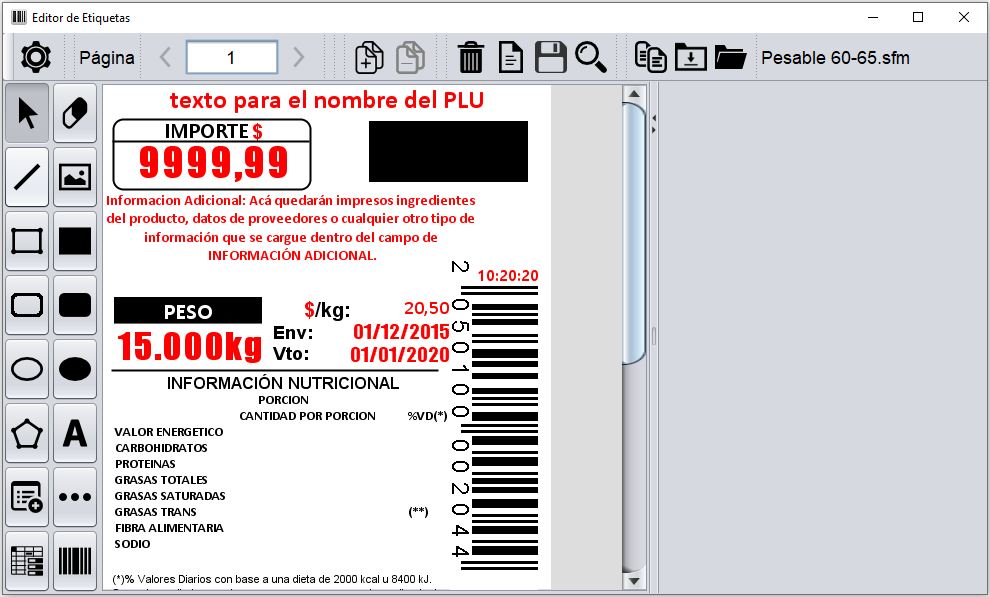 Editor de Etiquetas
Página 1 Pesable 60-65.sfm
texto para el nombre del PLU
IMPORTE $
9999,99
Informacion Adicional: Acá quedarán impresos ingredientes
del producto, datos de proveedores o cualquier otro tipo de
información que se cargue dentro del campo de
INFORMACIÓN ADICIONAL.
10:20:20
PESO
15.000kg
$/kg: 20,50
Env: 01/12/2015
Vto: 01/01/2020
2050100002044
INFORMACIÓN NUTRICIONAL
PORCION
CANTIDAD POR PORCION %VD(*)
VALOR ENERGETICO
CARBOHIDRATOS
PROTEINAS
GRASAS TOTALES
GRASAS SATURADAS
GRASAS TRANS (**)
FIBRA ALIMENTARIA
SODIO
(*)% Valores Diarios con base a una dieta de 2000 kcal u 8400 kJ.
A